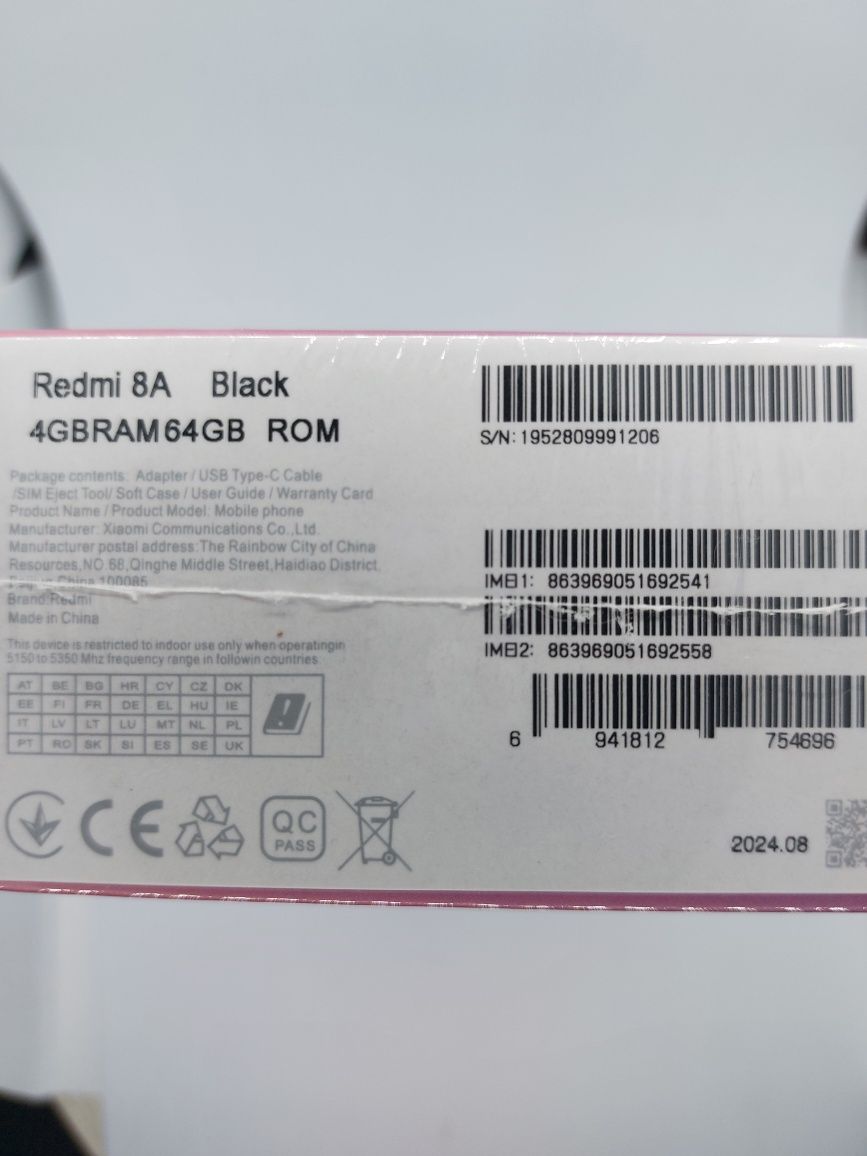 Redmi 8A Black
4GBRAM64GB ROM
Package contents: Adapter / USB Type-C Cable
/SIM Eject Tool/ Soft Case / User Guide / Warranty Card
Product Name / Product Model: Mobile phone
Manufacturer: Xiaomi Communications Co.,Ltd.
Manufacturer postal address:The Rainbow City of China
Resources,NO.68,Qinghe Middle Street,Haidiao District,
China 100085
Brand:Redmi
Made in China
This device is restricted to indoor use only when operatingin
5150 to 5350 Mhz frequency range in followin countries
AT BE BG HR CY CZ DK
EE FI FR DE EL HU IE
IT LV LT LU MT NL PL
PT RO SK SI ES SE UK
CE
QC
PASS
S/N: 1952809991206
IMEI1: 863969051692541
IMEI2: 863969051692558
6 941812 754696
2024.08